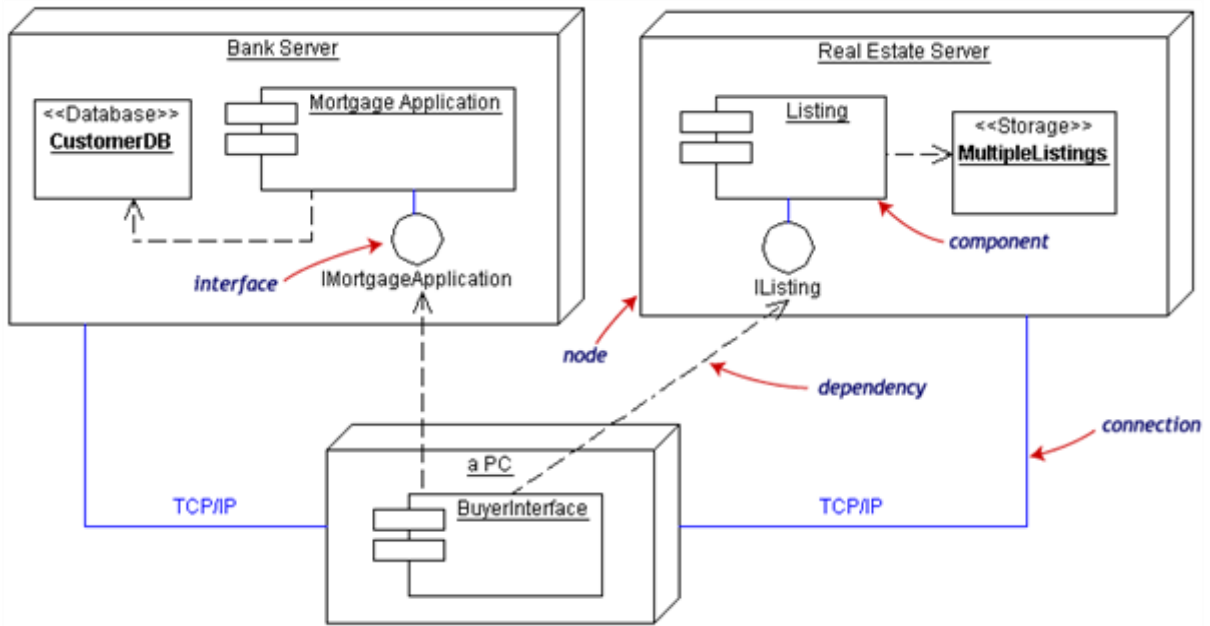 Bank Server
<<Database>>
CustomerDB
Mortgage Application
interface
IMortgageApplication
Real Estate Server
Listing
<<Storage>>
MultipleListings
component
IListing
node
dependency
connection
a PC
BuyerInterface
TCP/IP
TCP/IP